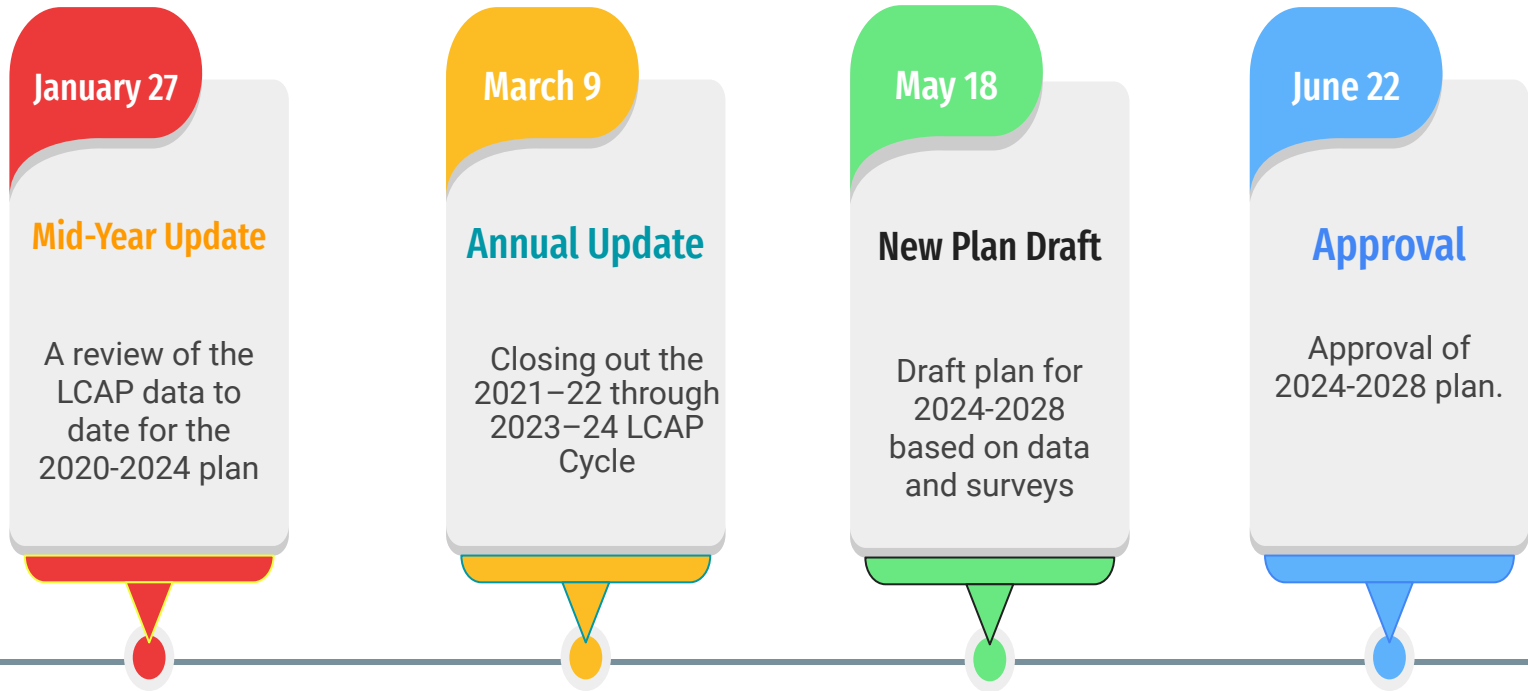 January 27
Mid-Year Update
A review of the
LCAP data to
date for the
2020-2024 plan
March 9
Annual Update
Closing out the
2021–22 through
2023–24 LCAP
Cycle
May 18
New Plan Draft
Draft plan for
2024-2028
based on data
and surveys
June 22
Approval
Approval of
2024-2028 plan.